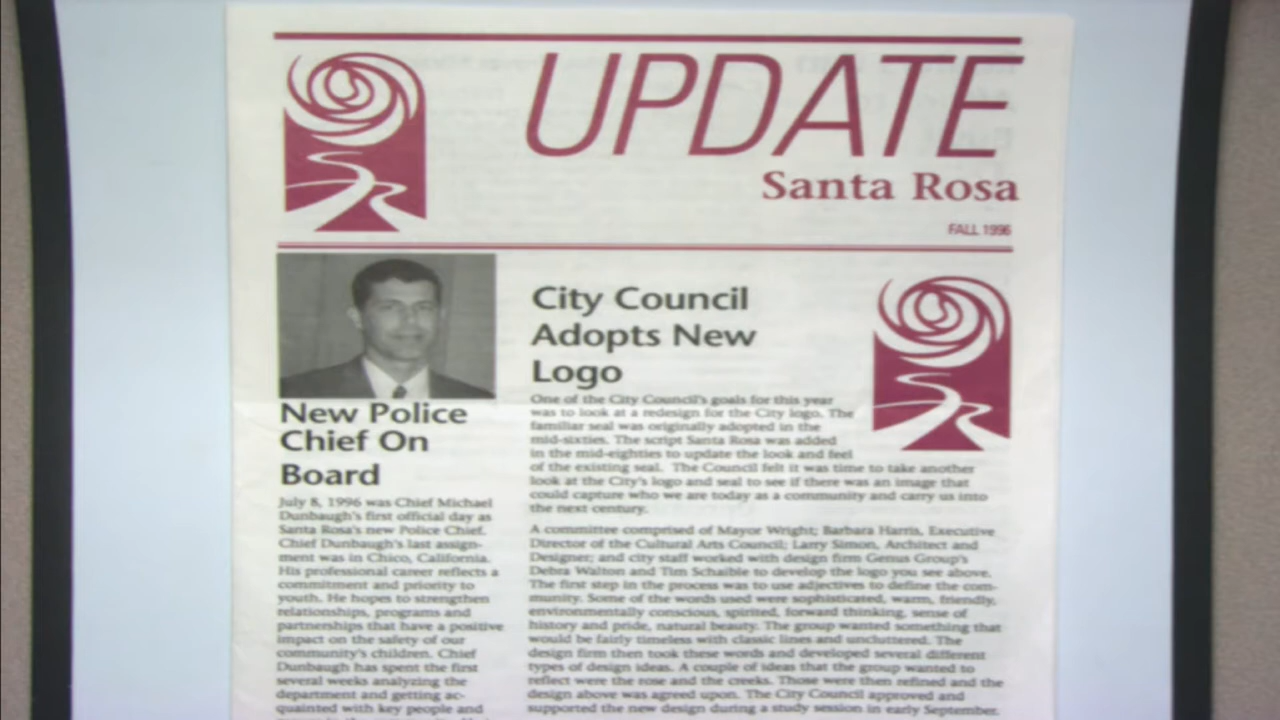 UPDATE
Santa Rosa
FALL 1996
New Police
Chief On
Board
July 8, 1996 was Chief Michael
Dunbaugh's first official day as
Santa Rosa's new Police Chief.
Chief Dunbaugh's last assign-
ment was in Chico, California.
His professional career reflects a
commitment and priority to
youth. He hopes to strengthen
relationships, programs and
partnerships that have a positive
impact on the safety of our
community's children. Chief
Dunbaugh has spent the first
several weeks analyzing the
department and getting ac-
quainted with key people and
City Council
Adopts New
Logo
One of the City Council's goals for this year
was to look at a redesign for the City logo. The
familiar seal was originally adopted in the
mid-sixties. The script Santa Rosa was added
in the mid-eighties to update the look and feel
of the existing seal. The Council felt it was time to take another
look at the City's logo and seal to see if there was an image that
could capture who we are today as a community and carry us into
the next century.
A committee comprised of Mayor Wright; Barbara Harris, Executive
Director of the Cultural Arts Council; Larry Simon, Architect and
Designer; and city staff worked with design firm Genus Group's
Debra Walton and Tim Schaible to develop the logo you see above.
The first step in the process was to use adjectives to define the com-
munity. Some of the words used were sophisticated, warm, friendly,
environmentally conscious, spirited, forward thinking, sense of
history and pride, natural beauty. The group wanted something that
would be fairly timeless with classic lines and uncluttered. The
design firm then took these words and developed several different
types of design ideas. A couple of ideas that the group wanted to
reflect were the rose and the creeks. Those were then refined and the
design above was agreed upon. The City Council approved and
supported the new design during a study session in early September.